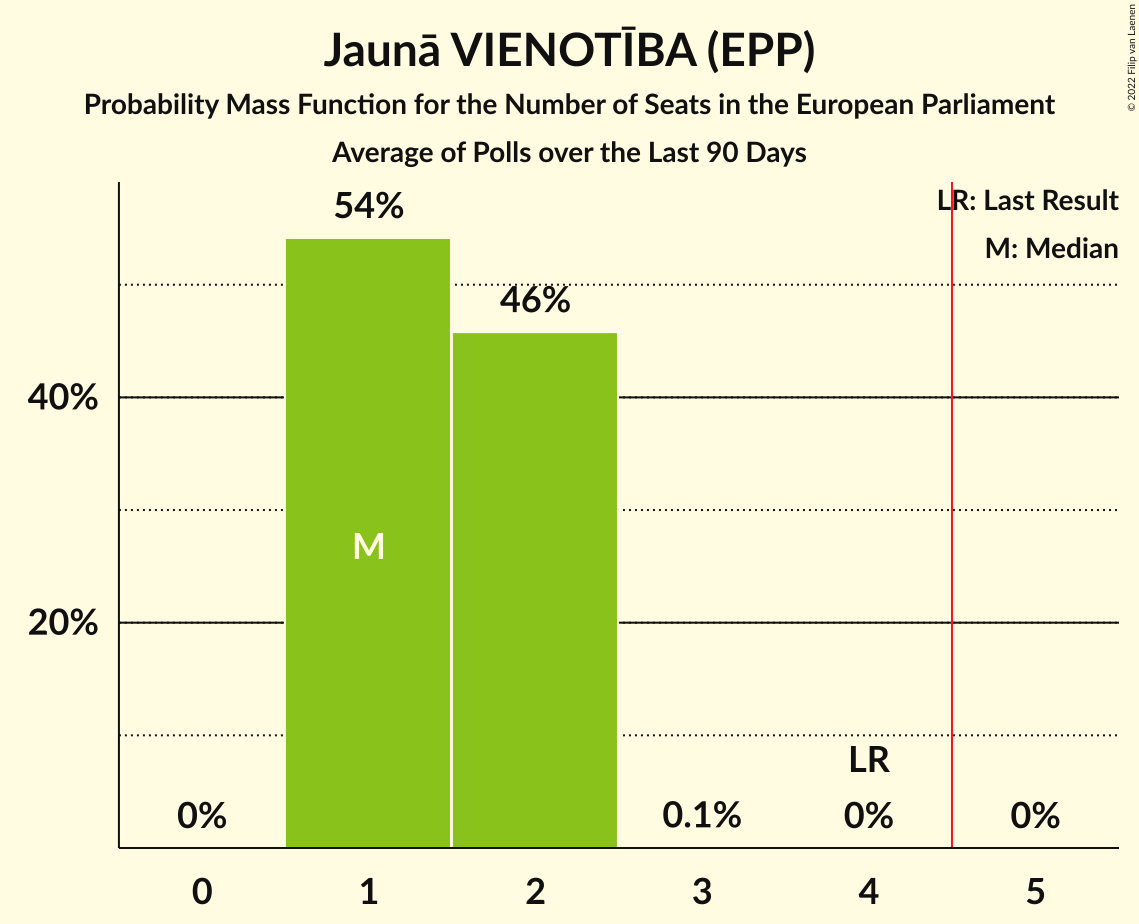 Jaunā VIENOTĪBA (EPP)
Probability Mass Function for the Number of Seats in the European Parliament
Average of Polls over the Last 90 Days
© 2022 Filip van Laenen
LR: Last Result
M: Median
54%
46%
40%
20%
M
LR
0%
0.1%
0%
0%
0
1
2
3
4
5